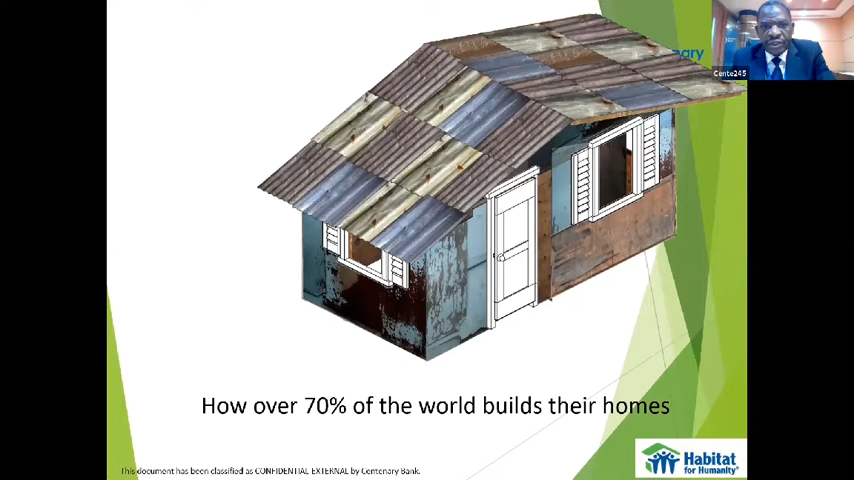 nary
Cente245
How over 70% of the world builds their homes
This document has been classified as CONFIDENTIAL EXTERNAL by Centenary Bank.
Habitat
for Humanity®